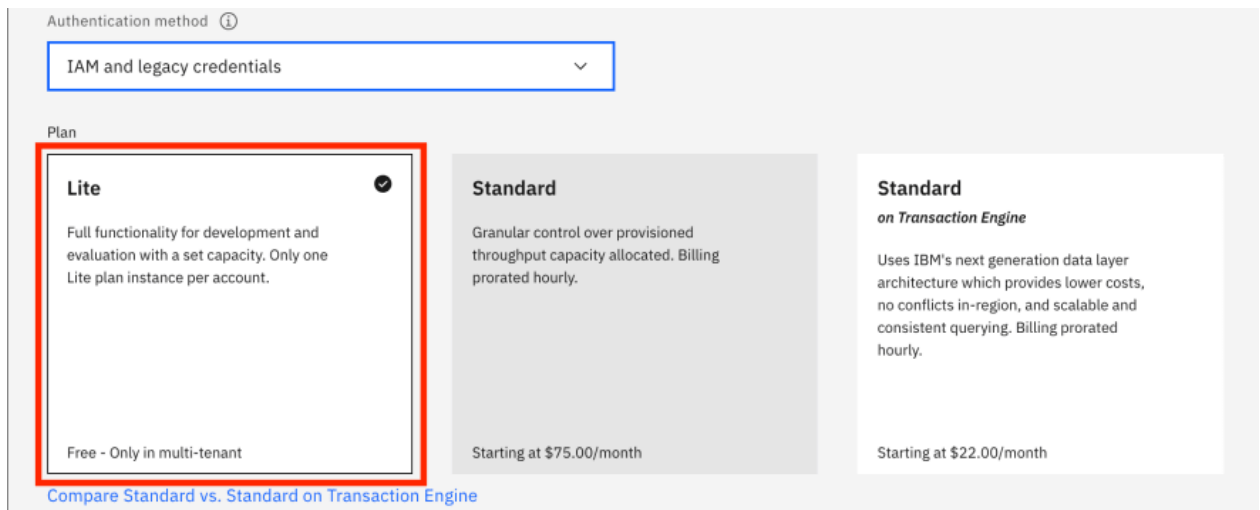 Authentication method
IAM and legacy credentials
Plan
Lite
Full functionality for development and
evaluation with a set capacity. Only one
Lite plan instance per account.
Free - Only in multi-tenant
Standard
Granular control over provisioned
throughput capacity allocated. Billing
prorated hourly.
Starting at $75.00/month
Standard
on Transaction Engine
Uses IBM's next generation data layer
architecture which provides lower costs,
no conflicts in-region, and scalable and
consistent querying. Billing prorated
hourly.
Starting at $22.00/month
Compare Standard vs. Standard on Transaction Engine